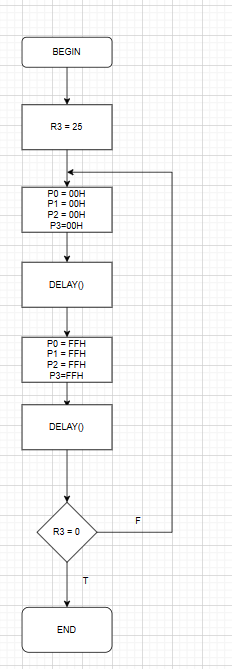 BEGIN
R3 = 25
P0 = 00H
P1 = 00H
P2 = 00H
P3=00H
DELAY()
P0 = FFH
P1 = FFH
P2 = FFH
P3=FFH
DELAY()
R3 = 0
F
T
END